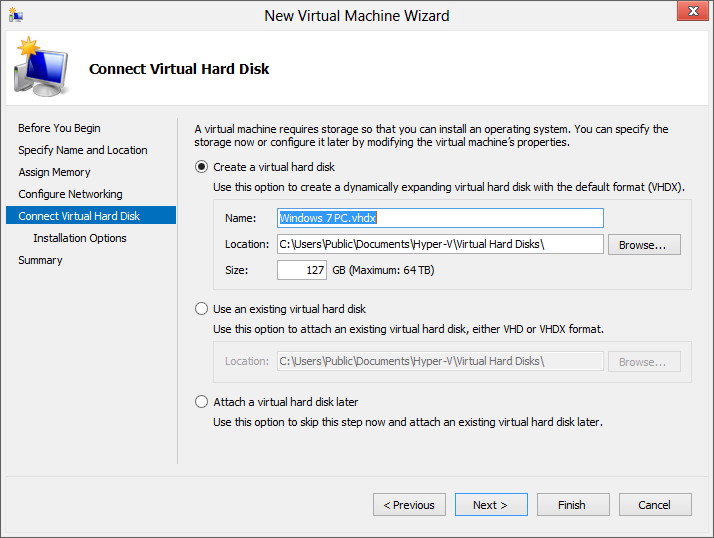 New Virtual Machine Wizard
Connect Virtual Hard Disk
Before You Begin
Specify Name and Location
Assign Memory
Configure Networking
Connect Virtual Hard Disk
Installation Options
Summary
A virtual machine requires storage so that you can install an operating system. You can specify the
storage now or configure it later by modifying the virtual machine's properties.
Create a virtual hard disk
Use this option to create a dynamically expanding virtual hard disk with the default format (VHDX).
Name: Windows 7 PC.vhdx
Location: C:\Users\Public\Documents\Hyper-V\Virtual Hard Disks\ Browse...
Size: 127 GB (Maximum: 64 TB)
Use an existing virtual hard disk
Use this option to attach an existing virtual hard disk, either VHD or VHDX format.
Location: C:\Users\Public\Documents\Hyper-V\Virtual Hard Disks\ Browse...
Attach a virtual hard disk later
Use this option to skip this step now and attach an existing virtual hard disk later.
< Previous Next > Finish Cancel